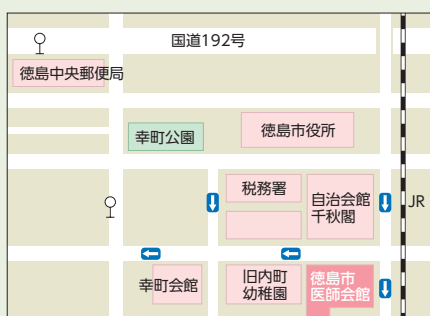 国道192号
徳島中央郵便局
幸町公園
徳島市役所
税務署
自治会館
千秋閣
JR
幸町会館
旧内町
幼稚園
徳島市
医師会館